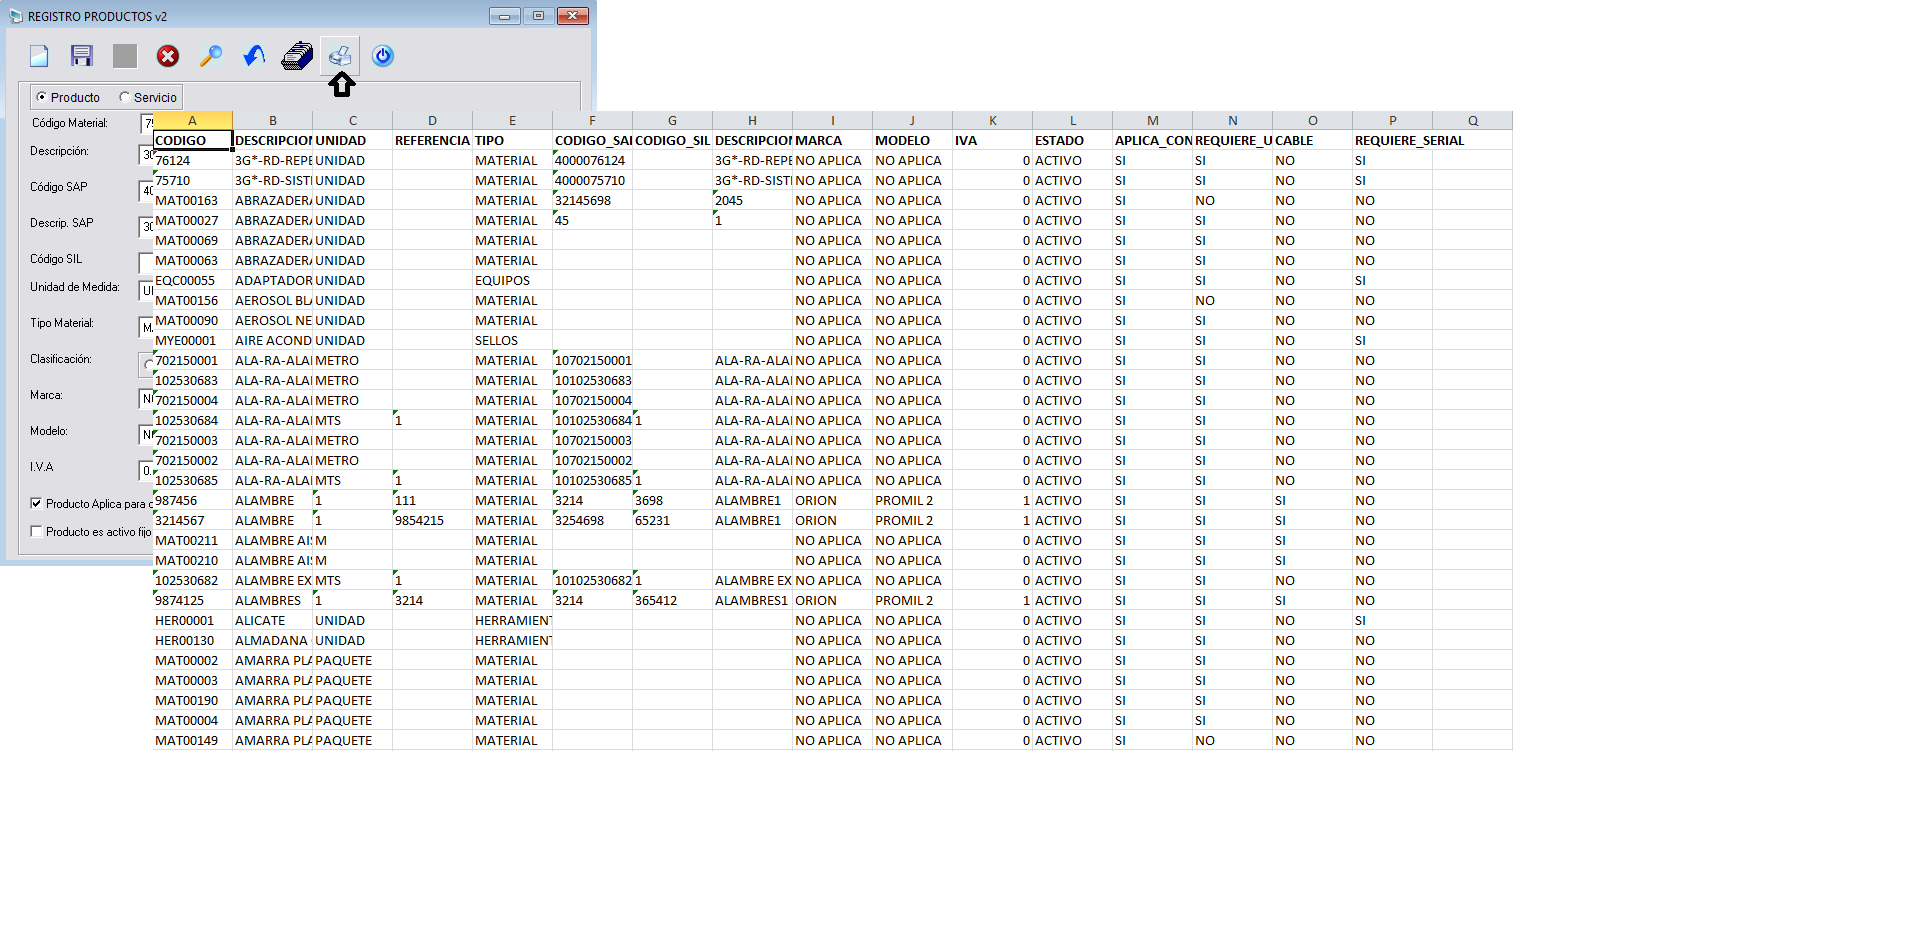 REGISTRO PRODUCTOS v2
Producto Servicio
Código Material: 75
Descripción: 30
Código SAP 40
Descrip. SAP 30
Código SIL
Unidad de Medida: U
Tipo Material: M
Clasificación:
Marca: N
Modelo: N
I.V.A 0.
Producto Aplica para c
Producto es activo fijo
A B C D E F G H I J K L M N O P Q
CODIGO DESCRIPCION UNIDAD REFERENCIA TIPO CODIGO_SA CODIGO_SIL DESCRIPCION MARCA MODELO IVA ESTADO APLICA_CON REQUIERE_U CABLE REQUIERE_SERIAL
76124 3G*-RD-REPE UNIDAD MATERIAL 4000076124 3G*-RD-REPE NO APLICA NO APLICA 0 ACTIVO SI SI NO SI
75710 3G*-RD-SISTE UNIDAD MATERIAL 4000075710 3G*-RD-SISTE NO APLICA NO APLICA 0 ACTIVO SI SI NO SI
MAT00163 ABRAZADERA UNIDAD MATERIAL 32145698 2045 NO APLICA NO APLICA 0 ACTIVO SI NO NO NO
MAT00027 ABRAZADERA UNIDAD MATERIAL 45 1 NO APLICA NO APLICA 0 ACTIVO SI SI NO NO
MAT00069 ABRAZADERA UNIDAD MATERIAL NO APLICA NO APLICA 0 ACTIVO SI SI NO NO
MAT00063 ABRAZADERA UNIDAD MATERIAL NO APLICA NO APLICA 0 ACTIVO SI SI NO NO
EQC00055 ADAPTADOR UNIDAD EQUIPOS NO APLICA NO APLICA 0 ACTIVO SI SI NO SI
MAT00156 AEROSOL BLA UNIDAD MATERIAL NO APLICA NO APLICA 0 ACTIVO SI NO NO NO
MAT00090 AEROSOL NE UNIDAD MATERIAL NO APLICA NO APLICA 0 ACTIVO SI SI NO NO
MYE00001 AIRE ACOND UNIDAD SELLOS NO APLICA NO APLICA 0 ACTIVO SI SI NO SI
702150001 ALA-RA-ALAI METRO MATERIAL 10702150001 ALA-RA-ALAI NO APLICA NO APLICA 0 ACTIVO SI SI NO NO
102530683 ALA-RA-ALAI METRO MATERIAL 10102530683 ALA-RA-ALAI NO APLICA NO APLICA 0 ACTIVO SI SI NO NO
702150004 ALA-RA-ALAI METRO MATERIAL 10702150004 ALA-RA-ALAI NO APLICA NO APLICA 0 ACTIVO SI SI NO NO
102530684 ALA-RA-ALAI MTS 1 MATERIAL 10102530684 1 ALA-RA-ALAI NO APLICA NO APLICA 0 ACTIVO SI SI NO NO
702150003 ALA-RA-ALAI METRO MATERIAL 10702150003 ALA-RA-ALAI NO APLICA NO APLICA 0 ACTIVO SI SI NO NO
702150002 ALA-RA-ALAI METRO MATERIAL 10702150002 ALA-RA-ALAI NO APLICA NO APLICA 0 ACTIVO SI SI NO NO
102530685 ALA-RA-ALAI MTS 1 MATERIAL 10102530685 1 ALA-RA-ALAI NO APLICA NO APLICA 0 ACTIVO SI SI NO NO
987456 ALAMBRE 1 111 MATERIAL 3214 3698 ALAMBRE1 ORION PROMIL 2 1 ACTIVO SI SI SI NO
3214567 ALAMBRE 1 9854215 MATERIAL 3254698 65231 ALAMBRE1 ORION PROMIL 2 1 ACTIVO SI SI SI NO
MAT00211 ALAMBRE AIS M MATERIAL NO APLICA NO APLICA 0 ACTIVO SI SI SI NO
MAT00210 ALAMBRE AIS M MATERIAL NO APLICA NO APLICA 0 ACTIVO SI SI SI NO
102530682 ALAMBRE EX MTS 1 MATERIAL 10102530682 1 ALAMBRE EX NO APLICA NO APLICA 0 ACTIVO SI SI NO NO
9874125 ALAMBRES 1 3214 MATERIAL 3214 365412 ALAMBRES1 ORION PROMIL 2 1 ACTIVO SI SI SI NO
HER00001 ALICATE UNIDAD HERRAMIENT NO APLICA NO APLICA 0 ACTIVO SI SI NO SI
HER00130 ALMADANA UNIDAD HERRAMIENT NO APLICA NO APLICA 0 ACTIVO SI SI NO NO
MAT00002 AMARRA PLA PAQUETE MATERIAL NO APLICA NO APLICA 0 ACTIVO SI SI NO NO
MAT00003 AMARRA PLA PAQUETE MATERIAL NO APLICA NO APLICA 0 ACTIVO SI SI NO NO
MAT00190 AMARRA PLA PAQUETE MATERIAL NO APLICA NO APLICA 0 ACTIVO SI SI NO NO
MAT00004 AMARRA PLA PAQUETE MATERIAL NO APLICA NO APLICA 0 ACTIVO SI SI NO NO
MAT00149 AMARRA PLA PAQUETE MATERIAL NO APLICA NO APLICA 0 ACTIVO SI NO NO NO